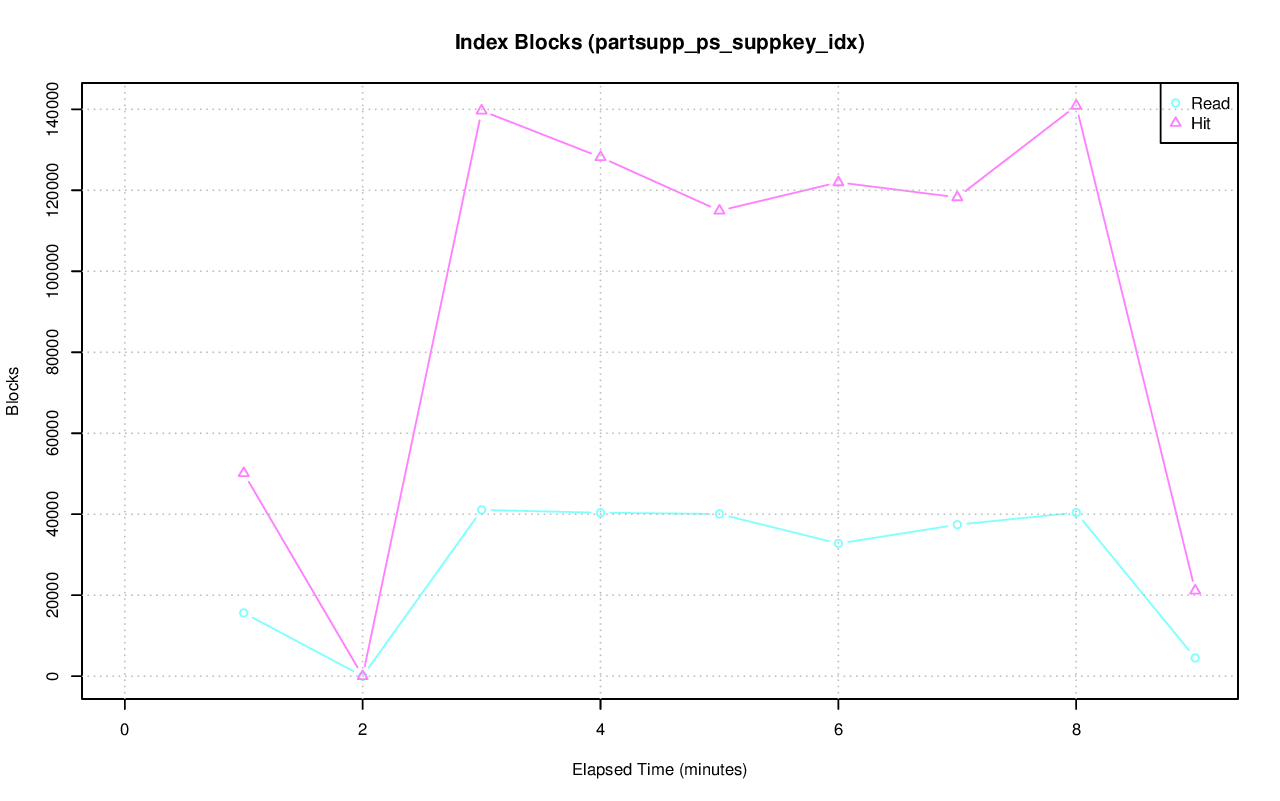 Index Blocks (partsupp_ps_suppkey_idx)
Read
Hit
140000
120000
100000
80000
60000
40000
20000
0
Blocks
0 2 4 6 8
Elapsed Time (minutes)